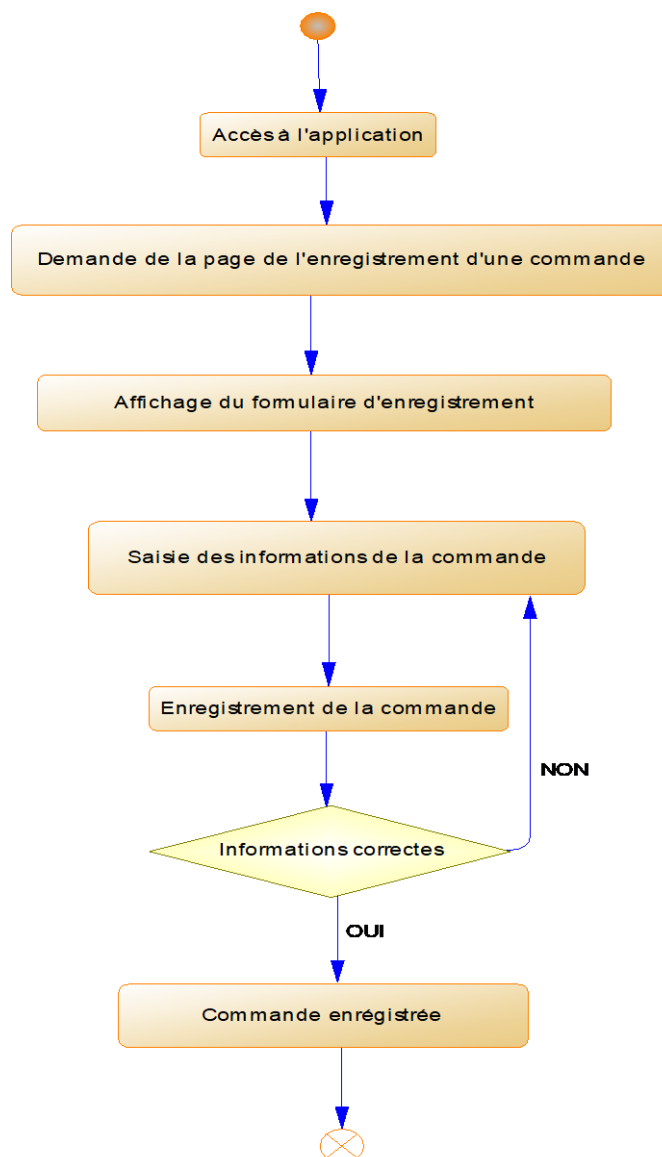 Accès à l'application
Demande de la page de l'enregistrement d'une commande
Affichage du formulaire d'enregistrement
Saisie des informations de la commande
Enregistrement de la commande
NON
Informations correctes
OUI
Commande enrégistrée